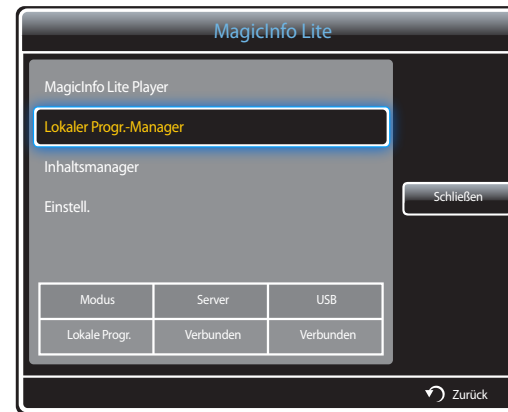 MagicInfo Lite
MagicInfo Lite Player
Lokaler Progr.-Manager
Inhaltsmanager
Einstell.
Schließen
Modus Server USB
Lokale Progr. Verbunden Verbunden
Zurück